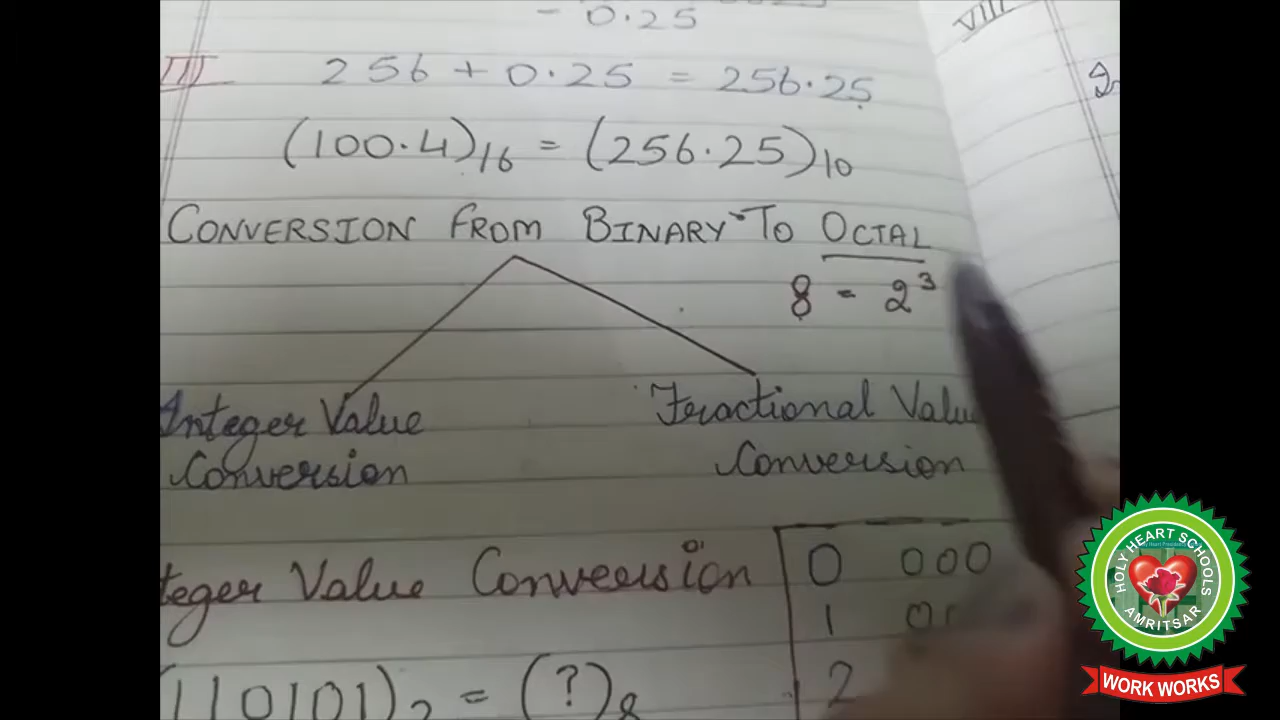 - 0.25
VIII
III 256 + 0.25 = 256.25
(100.4)16 = (256.25)10
CONVERSION FROM BINARY TO OCTAL
8 = 2³
Integer Value Conversion
Fractional Value Conversion
teger Value Conversion
0 000
1
2
(110101)2 = (?)8
HOLY HEART SCHOOLS
AMRITSAR
WORK WORKS